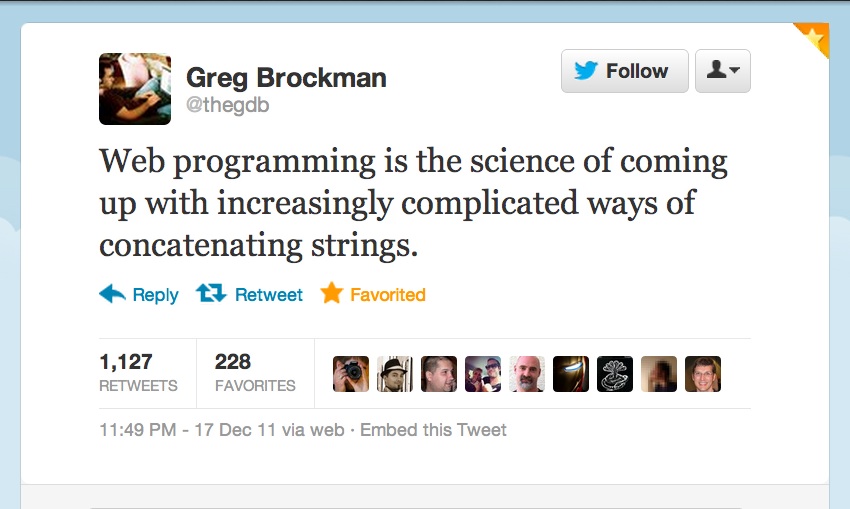 Greg Brockman
@thegdb
Follow
Web programming is the science of coming
up with increasingly complicated ways of
concatenating strings.
Reply Retweet Favorited
1,127 228
RETWEETS FAVORITES
11:49 PM - 17 Dec 11 via web · Embed this Tweet